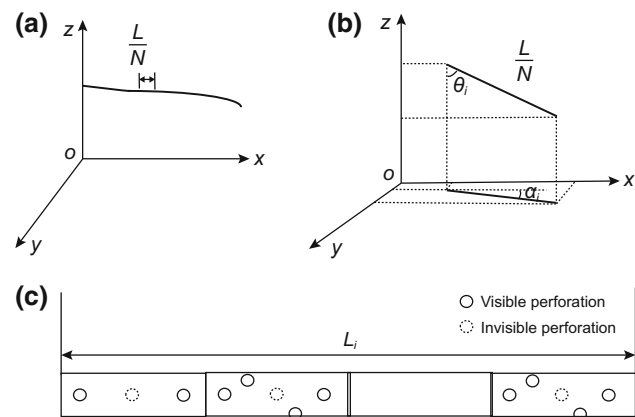 (a)
z
L
N
o
x
y
(b)
z
L
N
θi
o
x
αi
y
(c)
Visible perforation
Invisible perforation
Li